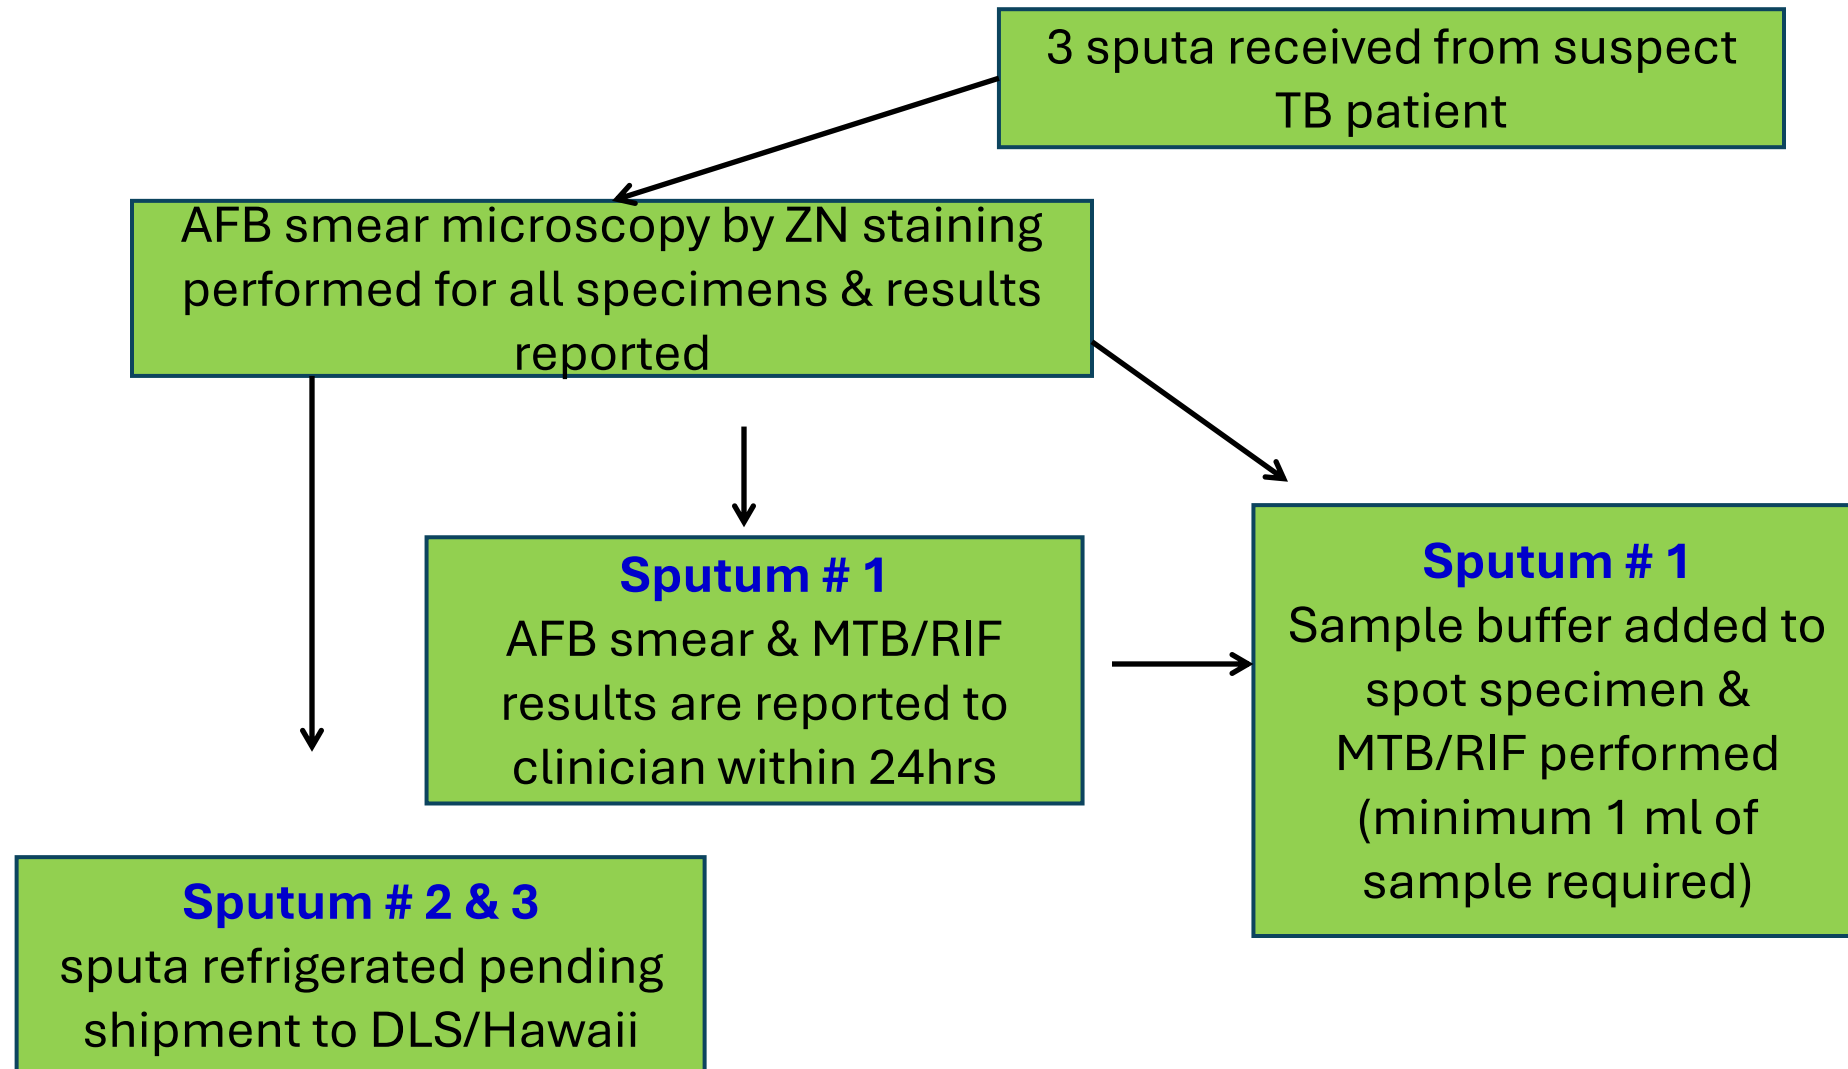 3 sputa received from suspect
TB patient
AFB smear microscopy by ZN staining
performed for all specimens & results
reported
Sputum # 1
AFB smear & MTB/RIF
results are reported to
clinician within 24hrs
Sputum # 1
Sample buffer added to
spot specimen &
MTB/RIF performed
(minimum 1 ml of
sample required)
Sputum # 2 & 3
sputa refrigerated pending
shipment to DLS/Hawaii